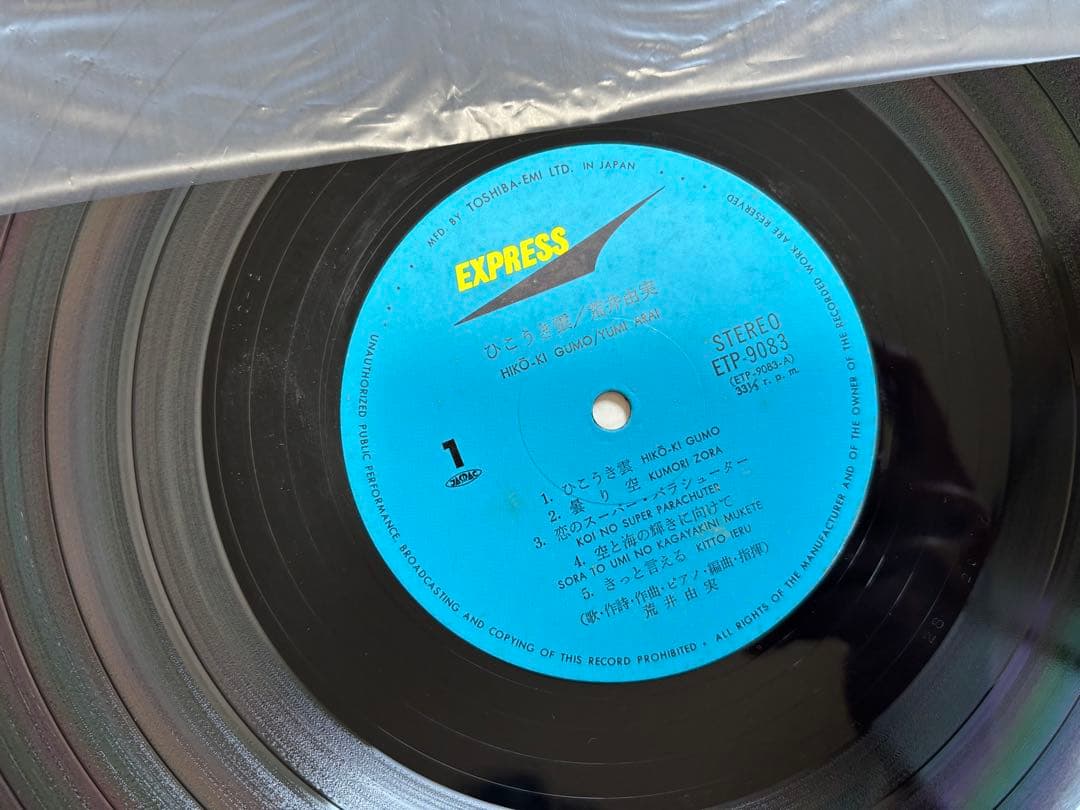 MFD. BY TOSHIBA-EMI LTD. IN JAPAN
EXPRESS
ひこうき雲/荒井由実
HIKŌ-KI GUMO/YUMI ARAI
STEREO
ETP-9083
(ETP-9083-A)
33⅓ r. p. m.
1
JASRAC
1. ひこうき雲 HIKŌ-KI GUMO
2. 曇り空 KUMORI ZORA
3. 恋のスーパー・パラシューター
KOI NO SUPER PARACHUTER
4. 空と海の輝きに向けて
SORA TO UMI NO KAGAYAKINI MUKETE
5. きっと言える KITTO IERU
(歌・作詩・作曲・ピアノ・編曲・指揮)
荒井由実
UNAUTHORIZED PUBLIC PERFORMANCE, BROADCASTING AND COPYING OF THIS RECORD PROHIBITED • ALL RIGHTS OF THE MANUFACTURER AND OF THE OWNER OF THE RECORDED WORK ARE RESERVED